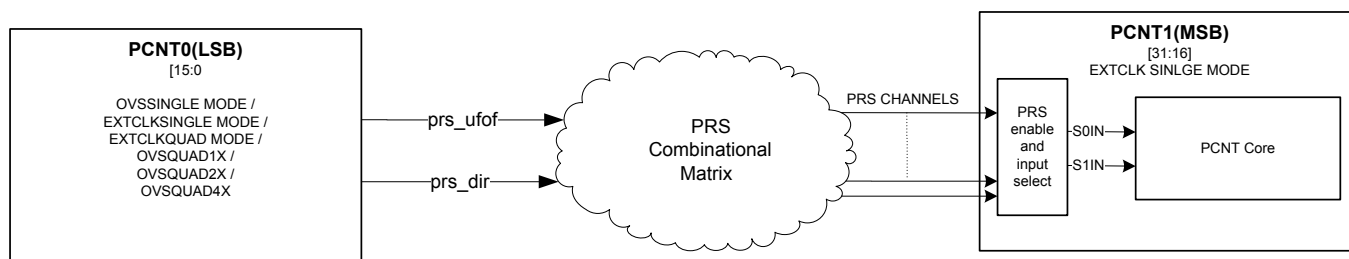 PCNT0(LSB)
[15:0
OVSSINGLE MODE /
EXTCLKSINGLE MODE /
EXTCLKQUAD MODE /
OVSQUAD1X /
OVSQUAD2X /
OVSQUAD4X
prs_ufof
prs_dir
PRS
Combinational
Matrix
PRS CHANNELS
PCNT1(MSB)
[31:16]
EXTCLK SINLGE MODE
PRS
enable
and
input
select
S0IN
S1IN
PCNT Core